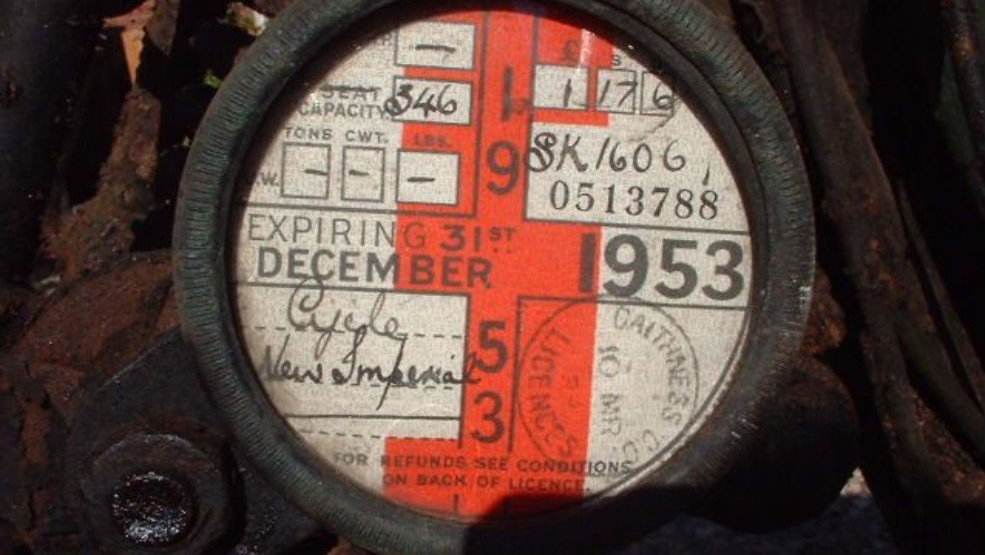 —
£ S
SEAT
CAPACITY 346
1
1 17 6
TONS CWT. LBS.
W. – – –
9
SK 1606
0513788
EXPIRING 31ST
DECEMBER 1953
Cycle
New Imperial
5
3
CAITHNESS C.C.
10 MR
LICENCES
FOR REFUNDS SEE CONDITIONS
ON BACK OF LICENCE